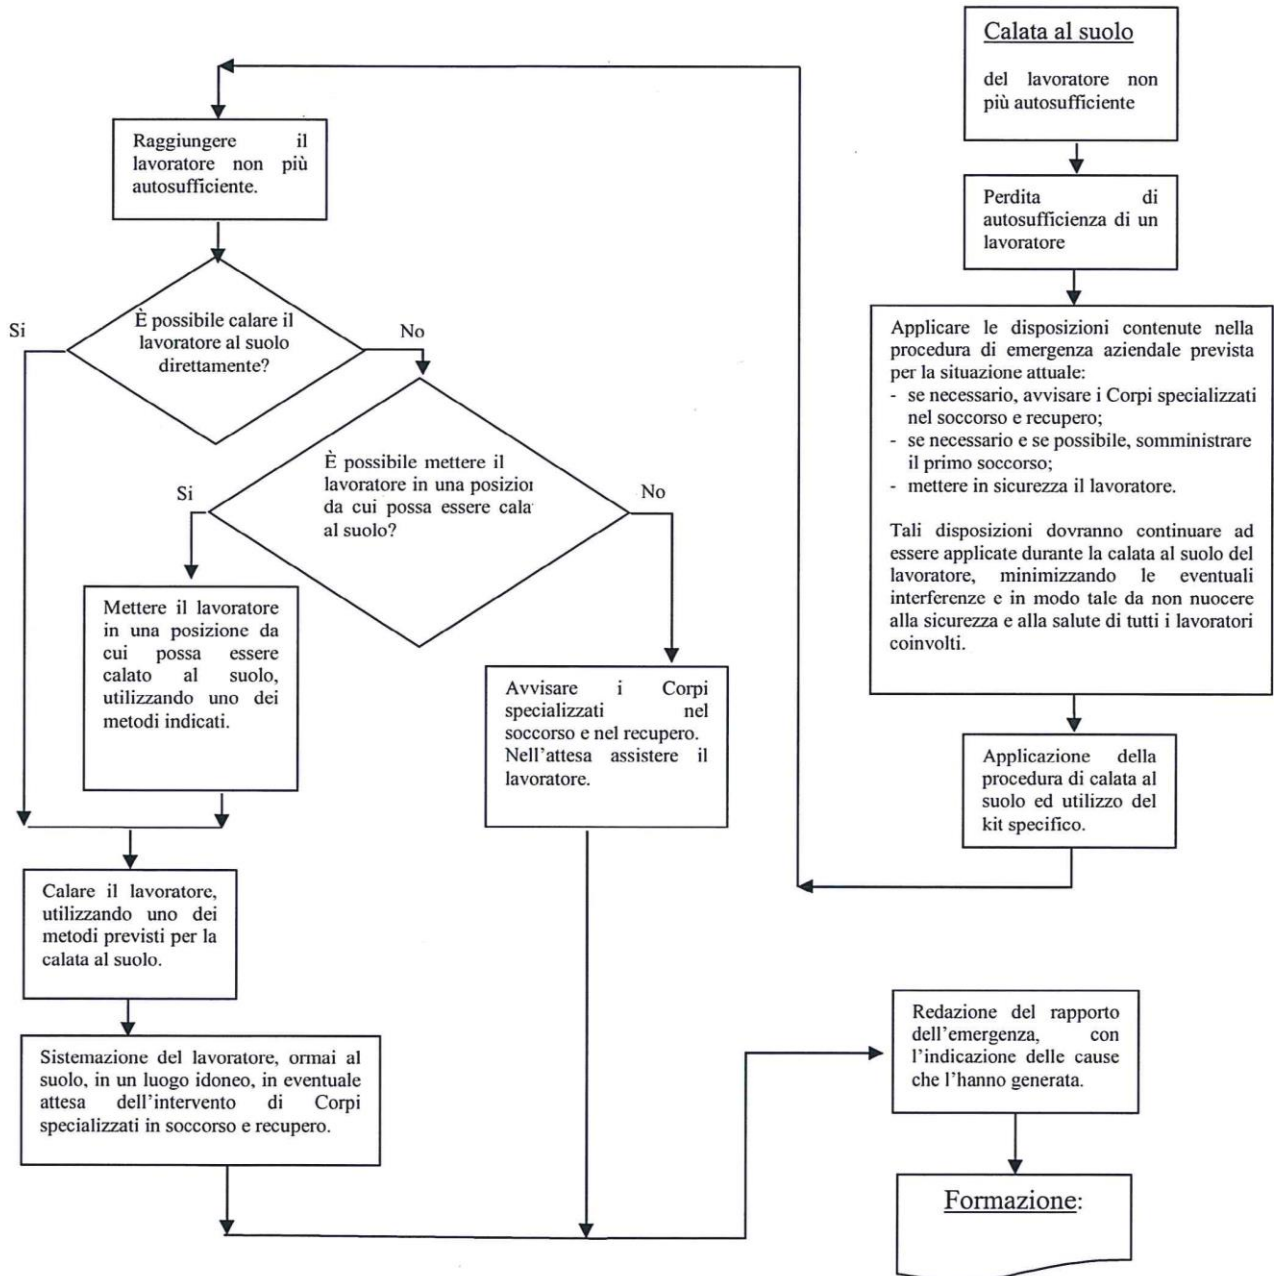 Calata al suolo
del lavoratore non
più autosufficiente
Perdita di
autosufficienza di un
lavoratore
Applicare le disposizioni contenute nella
procedura di emergenza aziendale prevista
per la situazione attuale:
- se necessario, avvisare i Corpi specializzati
nel soccorso e recupero;
- se necessario e se possibile, somministrare
il primo soccorso;
- mettere in sicurezza il lavoratore.
Tali disposizioni dovranno continuare ad
essere applicate durante la calata al suolo del
lavoratore, minimizzando le eventuali
interferenze e in modo tale da non nuocere
alla sicurezza e alla salute di tutti i lavoratori
coinvolti.
Applicazione della
procedura di calata al
suolo ed utilizzo del
kit specifico.
Raggiungere il
lavoratore non più
autosufficiente.
È possibile calare il
lavoratore al suolo
direttamente?
Si
No
È possibile mettere il
lavoratore in una posizion
da cui possa essere cala
al suolo?
Si
No
Mettere il lavoratore
in una posizione da
cui possa essere
calato al suolo,
utilizzando uno dei
metodi indicati.
Avvisare i Corpi
specializzati nel
soccorso e nel recupero.
Nell'attesa assistere il
lavoratore.
Calare il lavoratore,
utilizzando uno dei
metodi previsti per la
calata al suolo.
Sistemazione del lavoratore, ormai al
suolo, in un luogo idoneo, in eventuale
attesa dell'intervento di Corpi
specializzati in soccorso e recupero.
Redazione del rapporto
dell'emergenza, con
l'indicazione delle cause
che l'hanno generata.
Formazione: